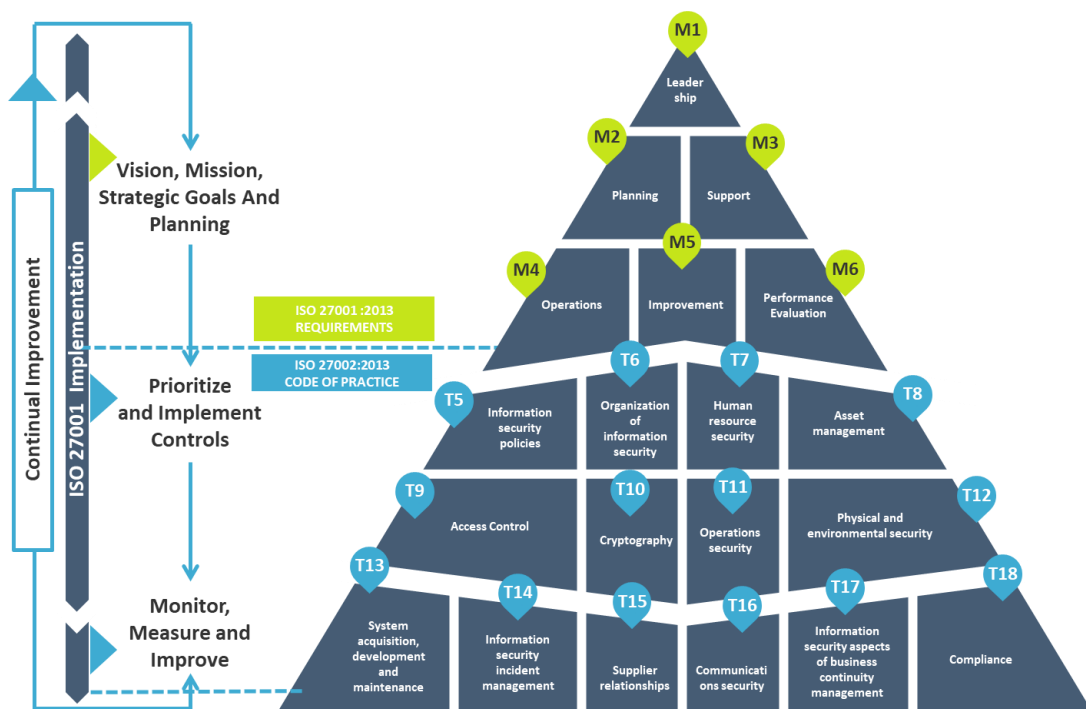 Continual Improvement
ISO 27001 Implementation
Vision, Mission,
Strategic Goals And
Planning
Prioritize
and Implement
Controls
Monitor,
Measure and
Improve
ISO 27001 :2013
REQUIREMENTS
ISO 27002:2013
CODE OF PRACTICE
M1
Leader
ship
M2
Planning
M3
Support
M4
Operations
M5
Improvement
M6
Performance
Evaluation
T5
Information
security
policies
T6
Organization
of
information
security
T7
Human
resource
security
T8
Asset
management
T9
Access Control
T10
Cryptography
T11
Operations
security
T12
Physical and
environmental security
T13
System
acquisition,
development
and
maintenance
T14
Information
security
incident
management
T15
Supplier
relationships
T16
Communicati
ons security
T17
Information
security aspects
of business
continuity
management
T18
Compliance